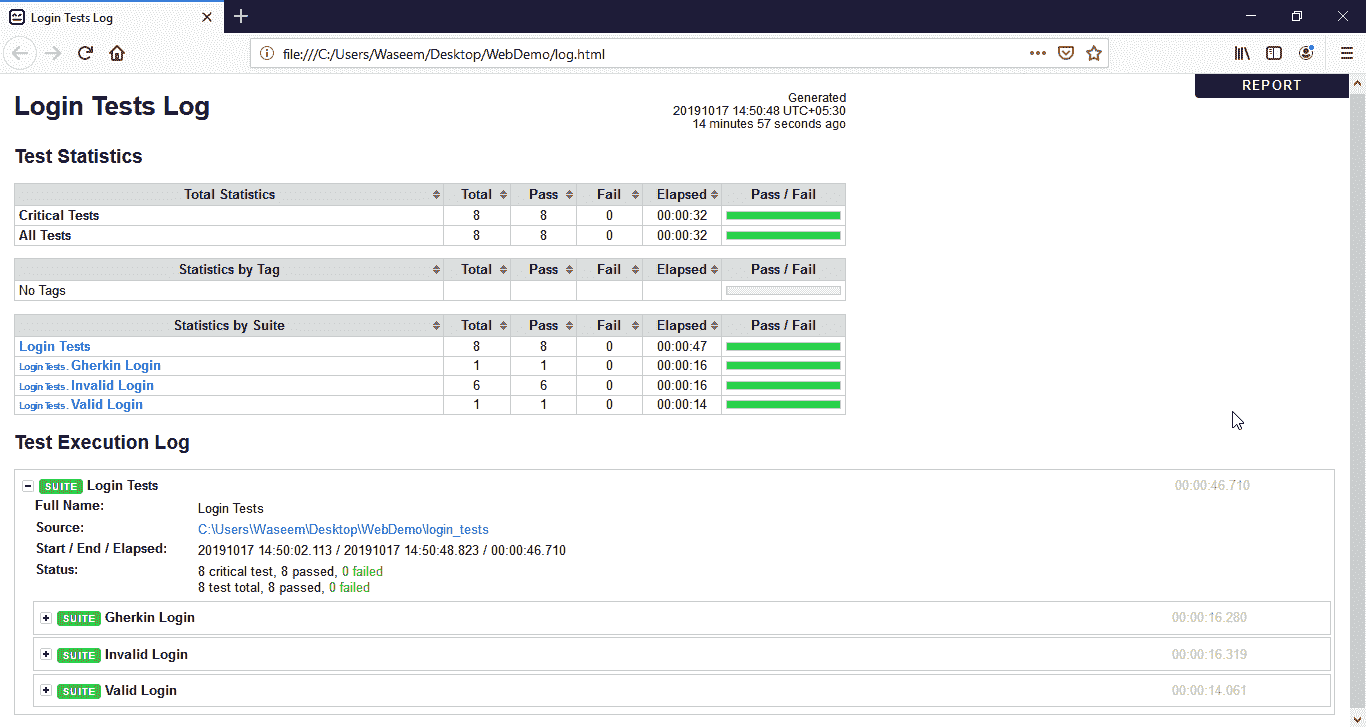 Login Tests Log
file:///C:/Users/Waseem/Desktop/WebDemo/log.html
REPORT
Login Tests Log
Generated
20191017 14:50:48 UTC+05:30
14 minutes 57 seconds ago
Test Statistics
Total Statistics Total Pass Fail Elapsed Pass / Fail
Critical Tests 8 8 0 00:00:32
All Tests 8 8 0 00:00:32
Statistics by Tag Total Pass Fail Elapsed Pass / Fail
No Tags
Statistics by Suite Total Pass Fail Elapsed Pass / Fail
Login Tests 8 8 0 00:00:47
Login Tests . Gherkin Login 1 1 0 00:00:16
Login Tests . Invalid Login 6 6 0 00:00:16
Login Tests . Valid Login 1 1 0 00:00:14
Test Execution Log
SUITE Login Tests 00:00:46.710
Full Name: Login Tests
Source: C:\Users\Waseem\Desktop\WebDemo\login_tests
Start / End / Elapsed: 20191017 14:50:02.113 / 20191017 14:50:48.823 / 00:00:46.710
Status: 8 critical test, 8 passed, 0 failed
8 test total, 8 passed, 0 failed
SUITE Gherkin Login 00:00:16.280
SUITE Invalid Login 00:00:16.319
SUITE Valid Login 00:00:14.061